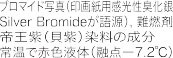 ブロマイド写真(印画紙用感光性臭化銀
Silver Bromideが語源)、難燃剤
帝王紫(貝紫)染料の成分
常温で赤色液体(融点−7.2℃)